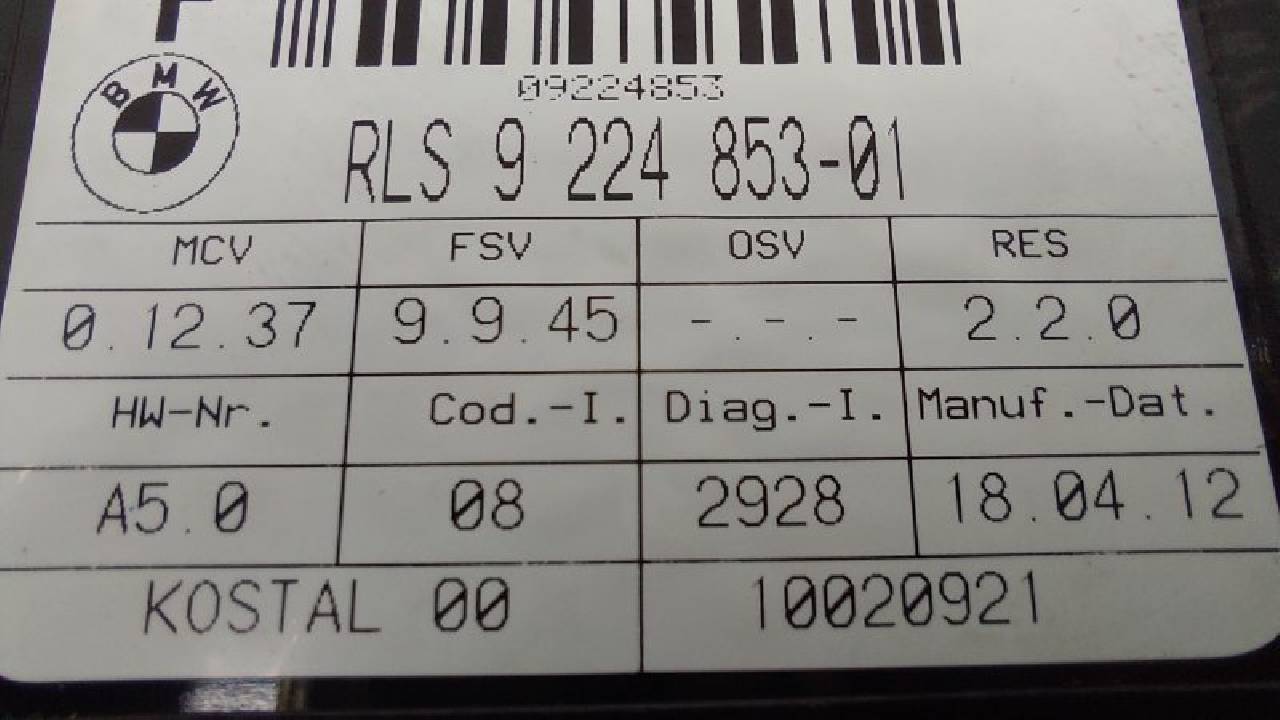 BMW
09224853
RLS 9 224 853-01
MCV FSV OSV RES
0.12.37 9.9.45 -.-.- 2.2.0
HW-Nr. Cod.-I. Diag.-I. Manuf.-Dat.
A5.0 08 2928 18.04.12
KOSTAL 00 10020921